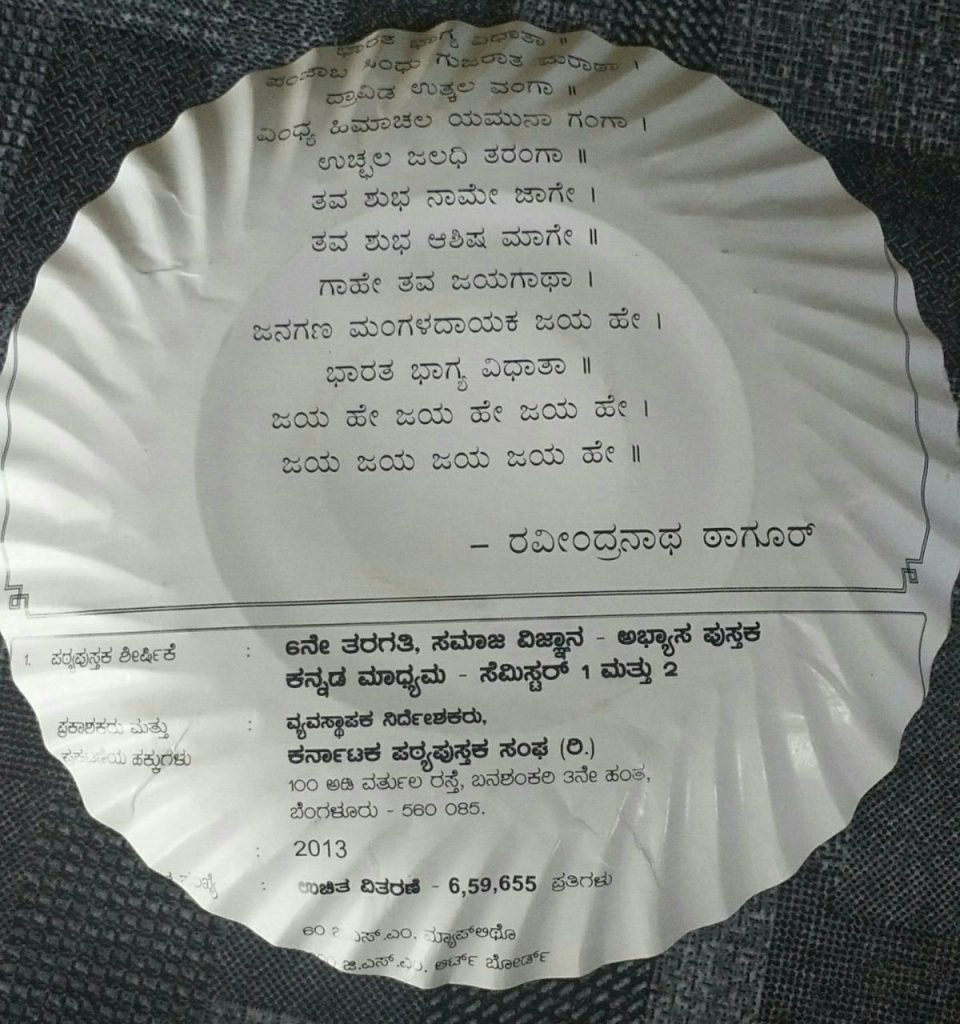 ಭಾರತ ಭಾಗ್ಯ ವಿಧಾತಾ ॥
ಪಂಜಾಬ ಸಿಂಧು ಗುಜರಾತ ಮರಾಠಾ ।
ದ್ರಾವಿಡ ಉತ್ಕಲ ವಂಗಾ ॥
ವಿಂಧ್ಯ ಹಿಮಾಚಲ ಯಮುನಾ ಗಂಗಾ ।
ಉಚ್ಛಲ ಜಲಧಿ ತರಂಗಾ ॥
ತವ ಶುಭ ನಾಮೇ ಜಾಗೇ ।
ತವ ಶುಭ ಆಶಿಷ ಮಾಗೇ ॥
ಗಾಹೇ ತವ ಜಯಗಾಥಾ ।
ಜನಗಣ ಮಂಗಳದಾಯಕ ಜಯ ಹೇ ।
ಭಾರತ ಭಾಗ್ಯ ವಿಧಾತಾ ॥
ಜಯ ಹೇ ಜಯ ಹೇ ಜಯ ಹೇ ।
ಜಯ ಜಯ ಜಯ ಜಯ ಹೇ ॥
– ರವೀಂದ್ರನಾಥ ಠಾಗೂರ್
1. ಪಠ್ಯಪುಸ್ತಕ ಶೀರ್ಷಿಕೆ : 6ನೇ ತರಗತಿ, ಸಮಾಜ ವಿಜ್ಞಾನ - ಅಭ್ಯಾಸ ಪುಸ್ತಕ
ಕನ್ನಡ ಮಾಧ್ಯಮ - ಸೆಮಿಸ್ಟರ್ 1 ಮತ್ತು 2
ಪ್ರಕಾಶಕರು ಮತ್ತು : ವ್ಯವಸ್ಥಾಪಕ ನಿರ್ದೇಶಕರು,
ಹಕ್ಕುಗಳು ಕರ್ನಾಟಕ ಪಠ್ಯಪುಸ್ತಕ ಸಂಘ (ರಿ.)
100 ಅಡಿ ವರ್ತುಲ ರಸ್ತೆ, ಬನಶಂಕರಿ 3ನೇ ಹಂತ,
ಬೆಂಗಳೂರು - 560 085.
: 2013
: ಉಚಿತ ವಿತರಣೆ - 6,59,655 ಪ್ರತಿಗಳು
60 ಮ್ಯಾಪ್‌ಲಿಥೊ
ಜಿ.ಎಸ್.ಎಂ. ಆರ್ಟ್ ಬೋರ್ಡ್